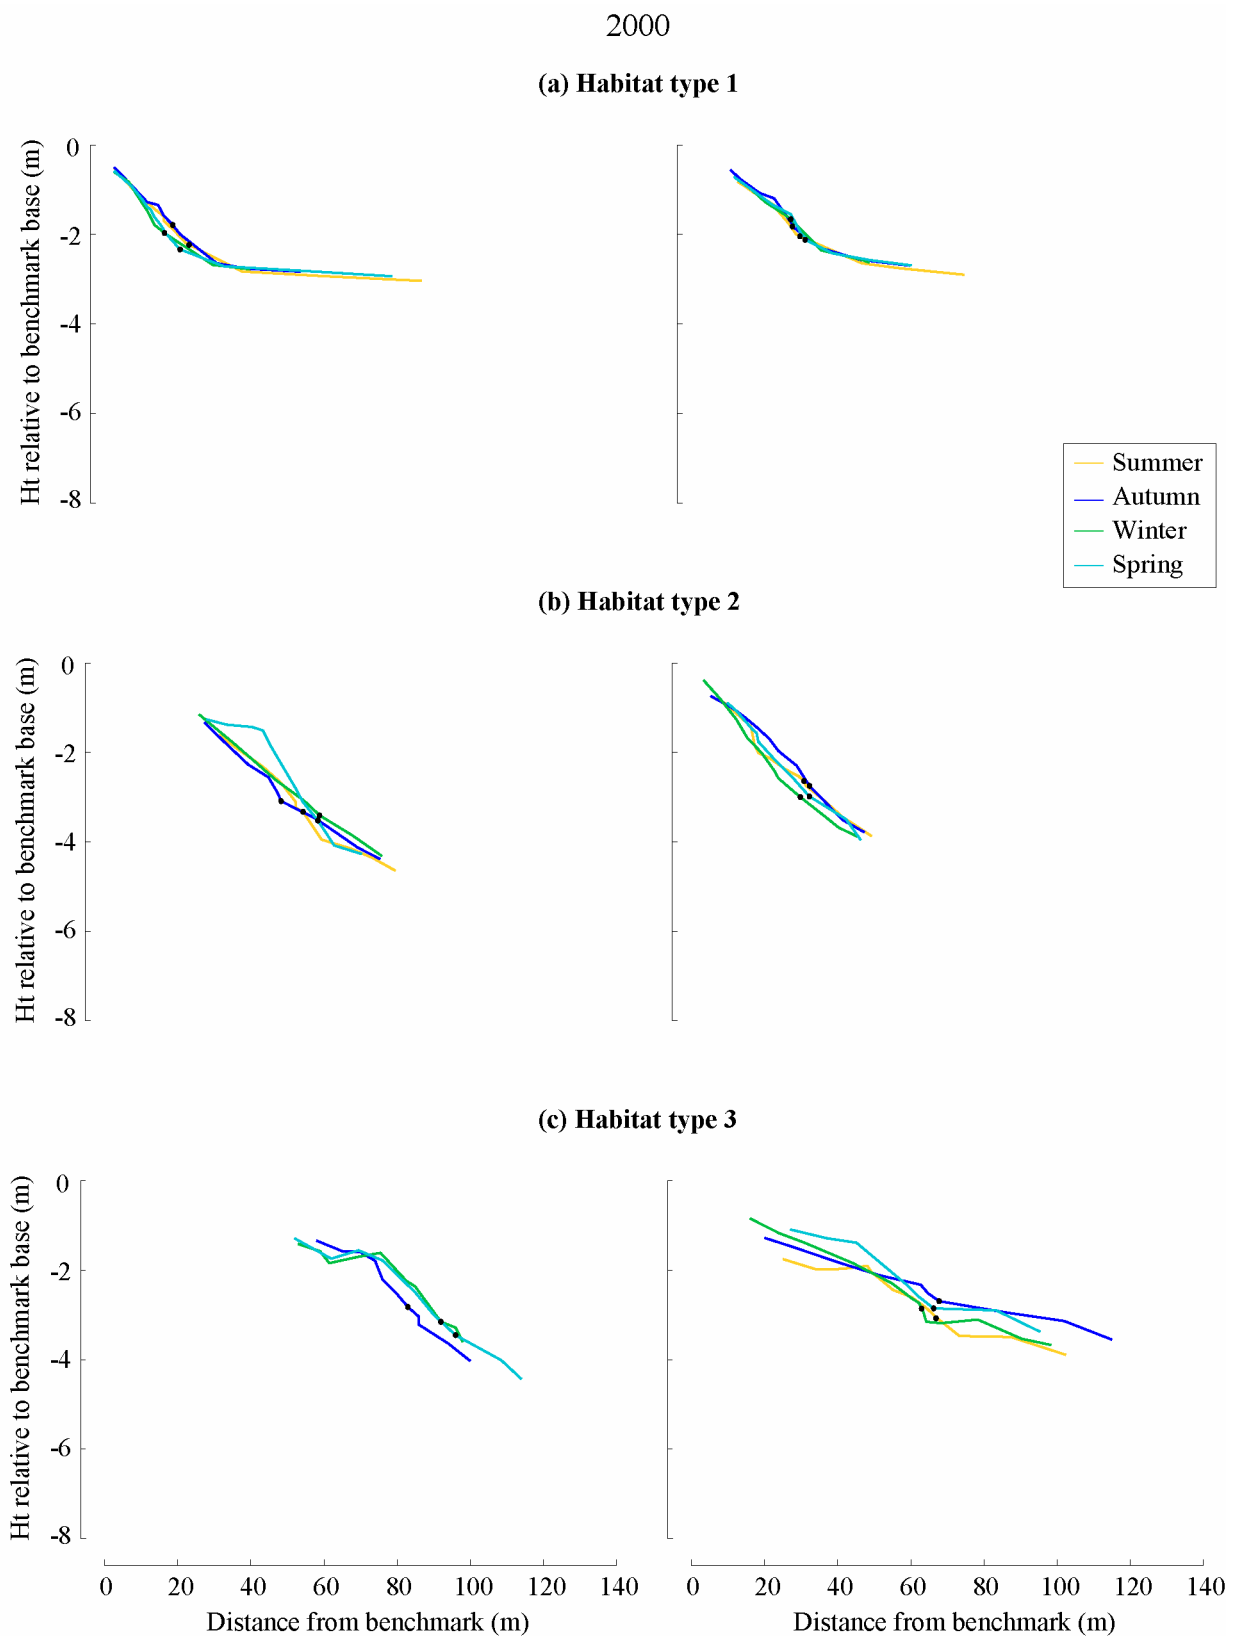 2000
(a) Habitat type 1
Ht relative to benchmark base (m)
0
-2
-4
-6
-8
Summer
Autumn
Winter
Spring
(b) Habitat type 2
Ht relative to benchmark base (m)
0
-2
-4
-6
-8
(c) Habitat type 3
Ht relative to benchmark base (m)
0
-2
-4
-6
-8
0 20 40 60 80 100 120 140
0 20 40 60 80 100 120 140
Distance from benchmark (m)
Distance from benchmark (m)